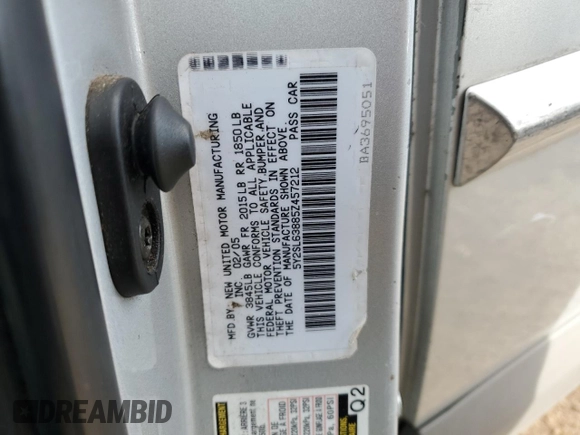 MFD.BY: NEW UNITED MOTOR MANUFACTURING
INC. 02/05
GVWR 3845LB GAWR FR 2015LB RR 1850LB
THIS VEHICLE CONFORMS TO ALL APPLICABLE
FEDERAL MOTOR VEHICLE SAFETY,BUMPER,AND
THEFT PREVENTION STANDARDS IN EFFECT ON
THE DATE OF MANUFACTURE SHOWN ABOVE.
5Y2SL63885Z457212 PASS CAR
BA3695051
Q2
60PSI
DREAMBID